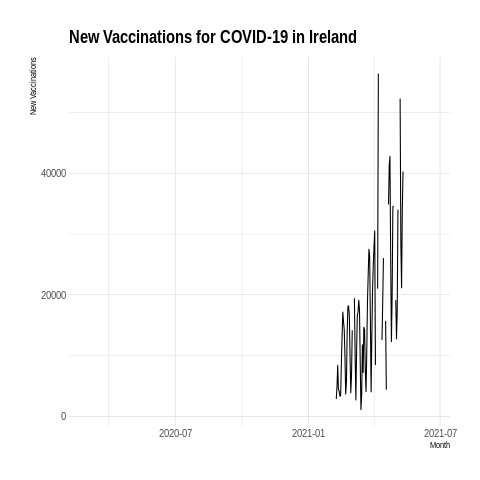 New Vaccinations for COVID-19 in Ireland
New Vaccinations
40000
20000
0
2020-07
2021-01
2021-07
Month